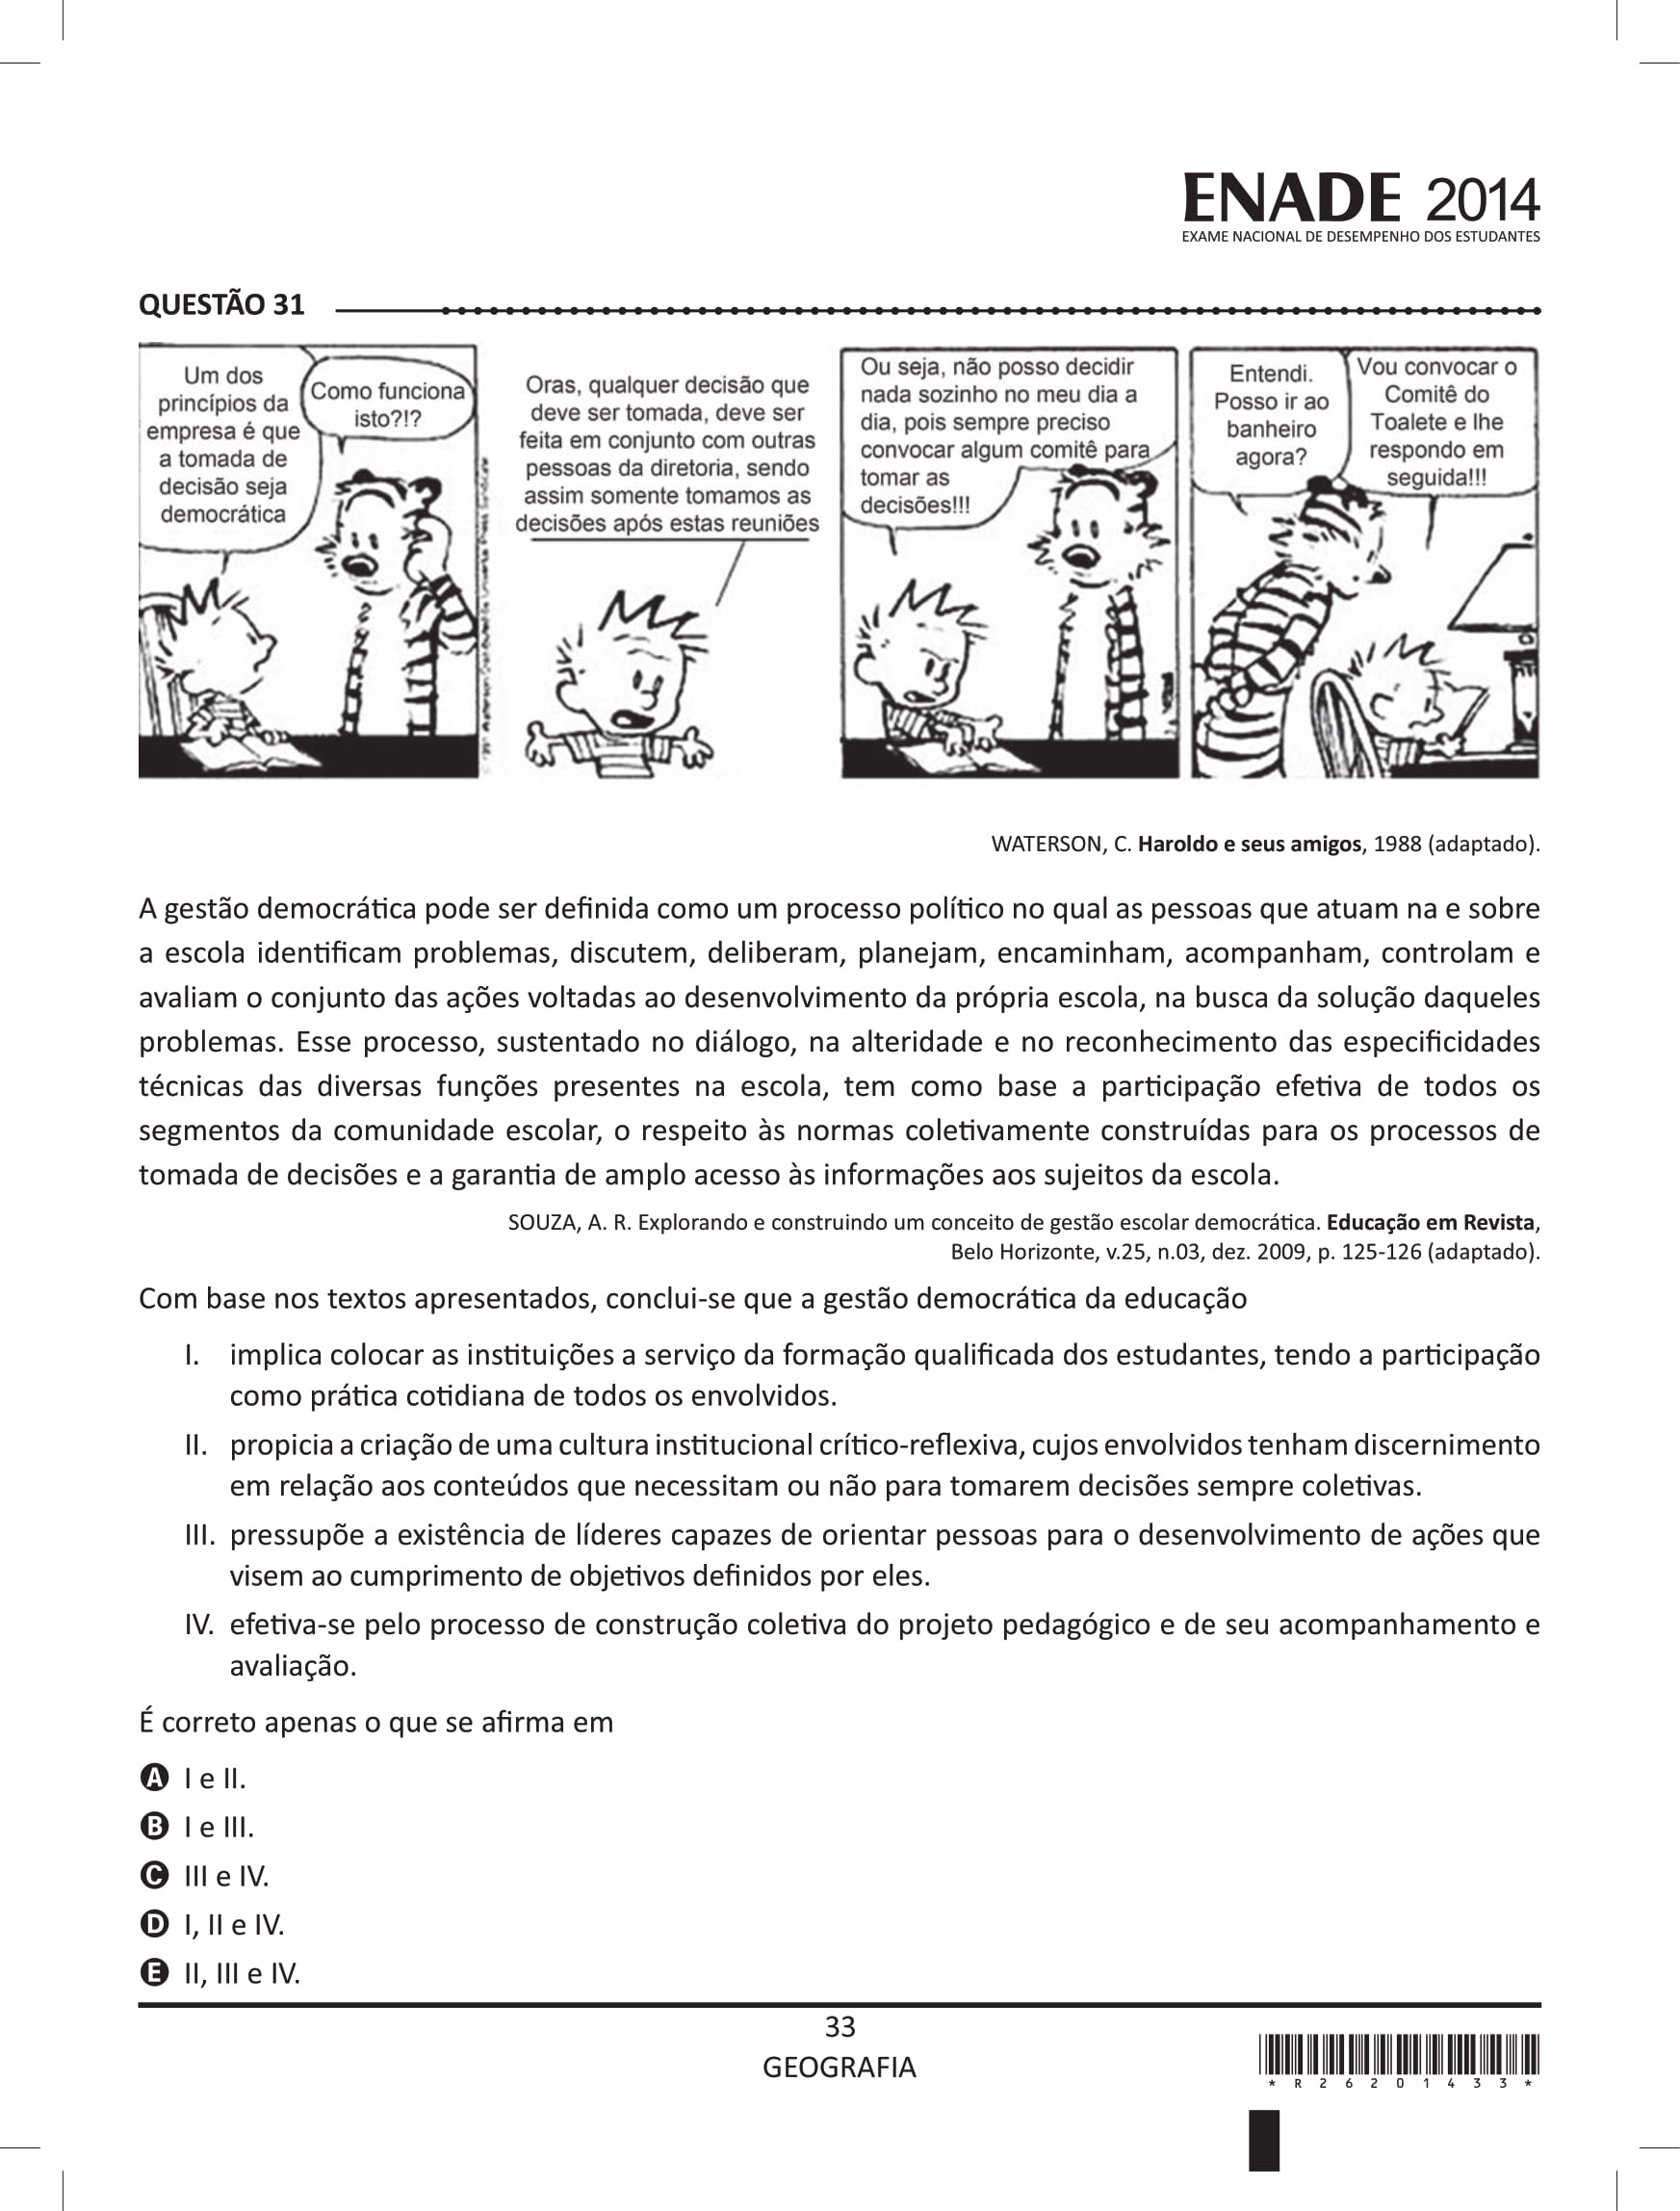 ENADE 2014
EXAME NACIONAL DE DESEMPENHO DOS ESTUDANTES
QUESTÃO 31
Um dos
princípios da
empresa é que
a tomada de
decisão seja
democrática
Como funciona
isto?!?
Oras, qualquer decisão que
deve ser tomada, deve ser
feita em conjunto com outras
pessoas da diretoria, sendo
assim somente tomamos as
decisões após estas reuniões
Ou seja, não posso decidir
nada sozinho no meu dia a
dia, pois sempre preciso
convocar algum comitê para
tomar as
decisões!!!
Entendi.
Posso ir ao
banheiro
agora?
Vou convocar o
Comitê do
Toalete e lhe
respondo em
seguida!!!
WATERSON, C. Haroldo e seus amigos, 1988 (adaptado).
A gestão democrática pode ser definida como um processo político no qual as pessoas que atuam na e sobre
a escola identificam problemas, discutem, deliberam, planejam, encaminham, acompanham, controlam e
avaliam o conjunto das ações voltadas ao desenvolvimento da própria escola, na busca da solução daqueles
problemas. Esse processo, sustentado no diálogo, na alteridade e no reconhecimento das especificidades
técnicas das diversas funções presentes na escola, tem como base a participação efetiva de todos os
segmentos da comunidade escolar, o respeito às normas coletivamente construídas para os processos de
tomada de decisões e a garantia de amplo acesso às informações aos sujeitos da escola.
SOUZA, A. R. Explorando e construindo um conceito de gestão escolar democrática. Educação em Revista,
Belo Horizonte, v.25, n.03, dez. 2009, p. 125-126 (adaptado).
Com base nos textos apresentados, conclui-se que a gestão democrática da educação
I. implica colocar as instituições a serviço da formação qualificada dos estudantes, tendo a participação
como prática cotidiana de todos os envolvidos.
II. propicia a criação de uma cultura institucional crítico-reflexiva, cujos envolvidos tenham discernimento
em relação aos conteúdos que necessitam ou não para tomarem decisões sempre coletivas.
III. pressupõe a existência de líderes capazes de orientar pessoas para o desenvolvimento de ações que
visem ao cumprimento de objetivos definidos por eles.
IV. efetiva-se pelo processo de construção coletiva do projeto pedagógico e de seu acompanhamento e
avaliação.
É correto apenas o que se afirma em
A I e II.
B I e III.
C III e IV.
D I, II e IV.
E II, III e IV.
33
GEOGRAFIA
* R 2 6 2 0 1 4 3 3 *